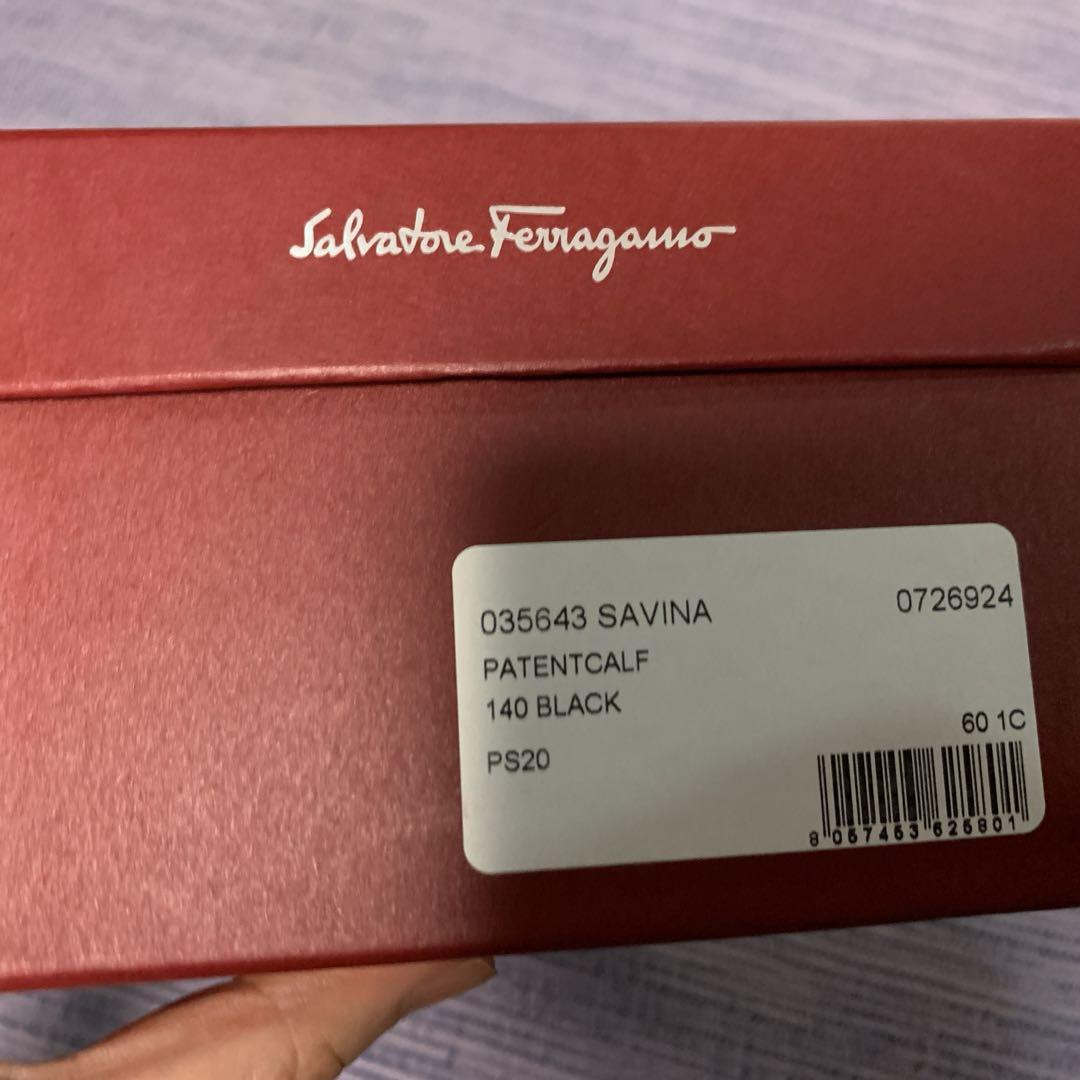 Salvatore Ferragamo
035643 SAVINA 0726924
PATENTCALF
140 BLACK
60 1C
PS20
8 057453 625801